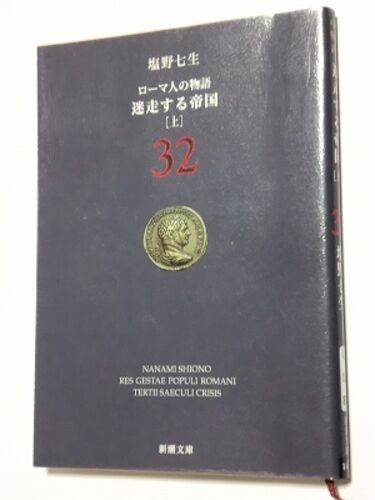 塩野七生
ローマ人の物語
迷走する帝国
[上]
32
NANAMI SHIONO
RES GESTAE POPULI ROMANI
TERTII SAECULI CRISIS
新潮文庫